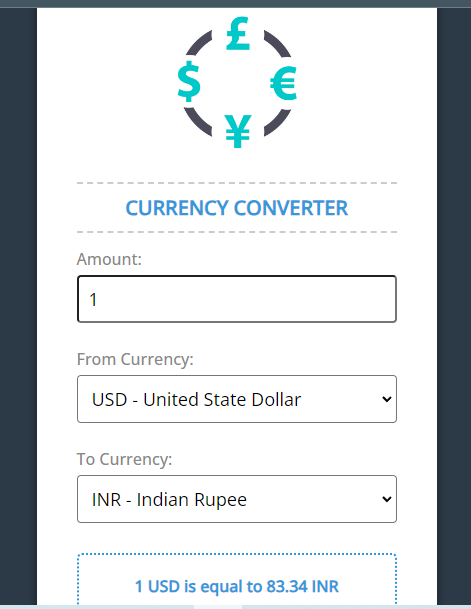 £
$ €
¥
CURRENCY CONVERTER
Amount:
1
From Currency:
USD - United State Dollar
To Currency:
INR - Indian Rupee
1 USD is equal to 83.34 INR